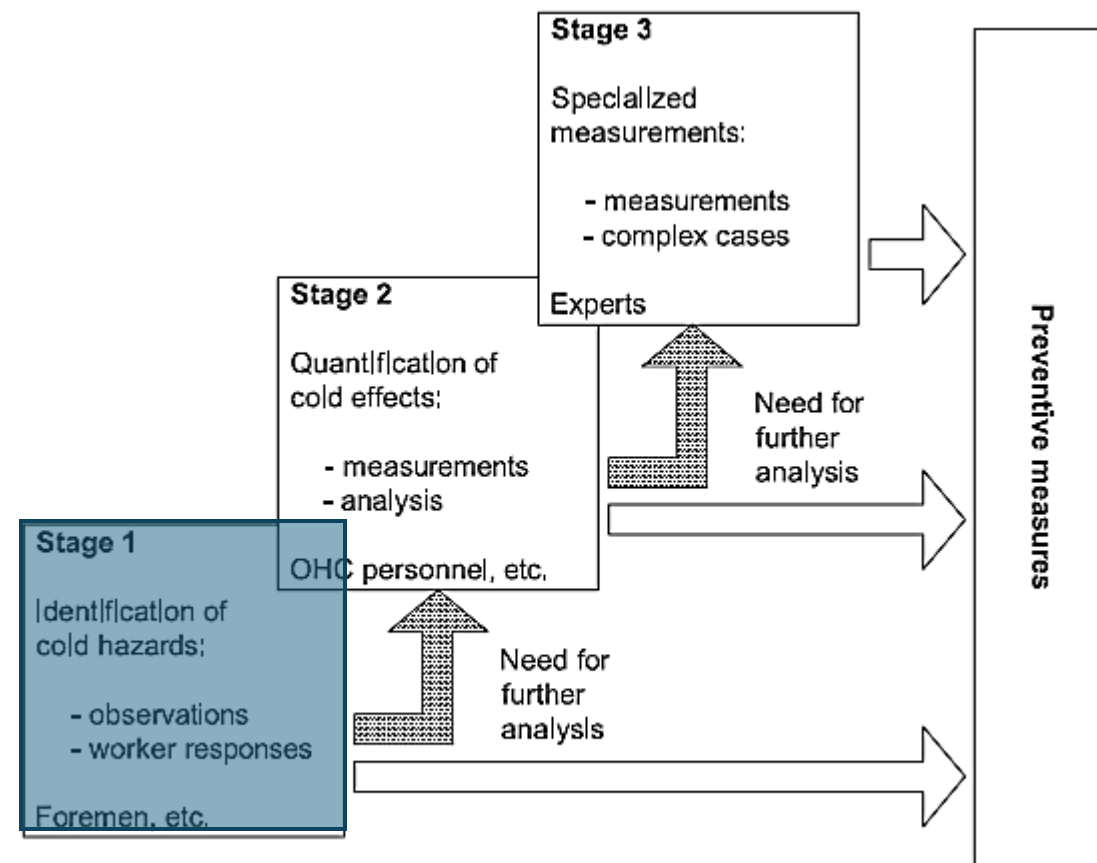 Stage 3
Specialized
measurements:
- measurements
- complex cases
Experts
Stage 2
Quantification of
cold effects:
- measurements
- analysis
OHC personnel, etc.
Need for
further
analysis
Stage 1
Identification of
cold hazards:
- observations
- worker responses
Foremen, etc.
Need for
further
analysis
Preventive measures